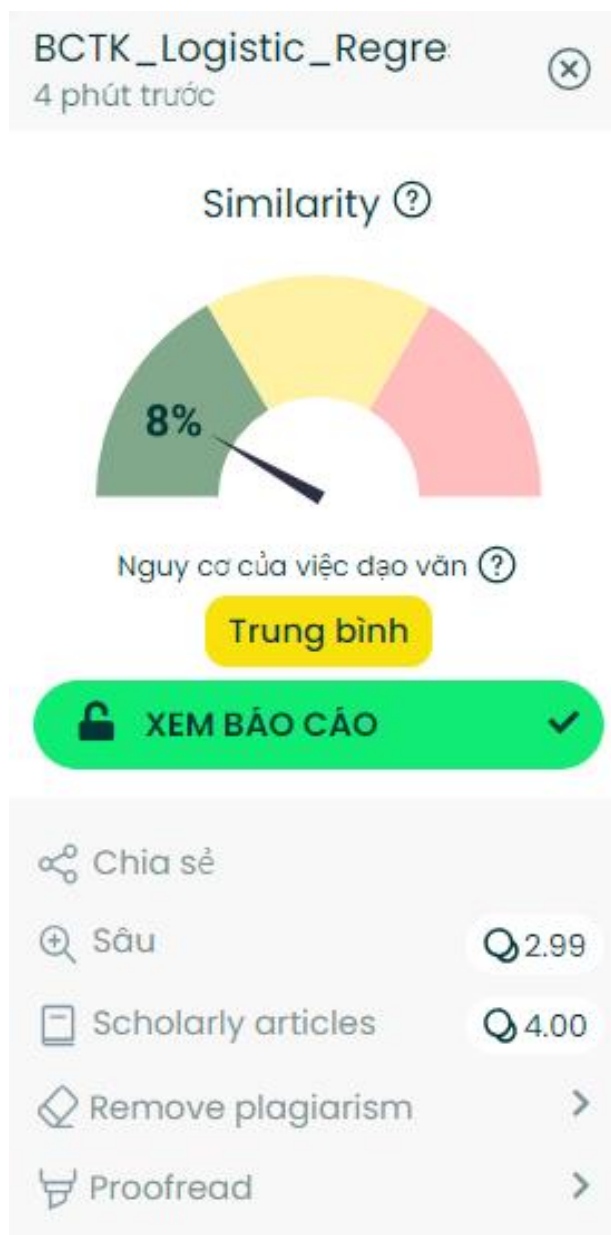 BCTK_Logistic_Regre
4 phút trước
Similarity ?
8%
Nguy cơ của việc đạo văn ?
Trung bình
XEM BÁO CÁO
Chia sẻ
Sâu 2.99
Scholarly articles 4.00
Remove plagiarism
Proofread